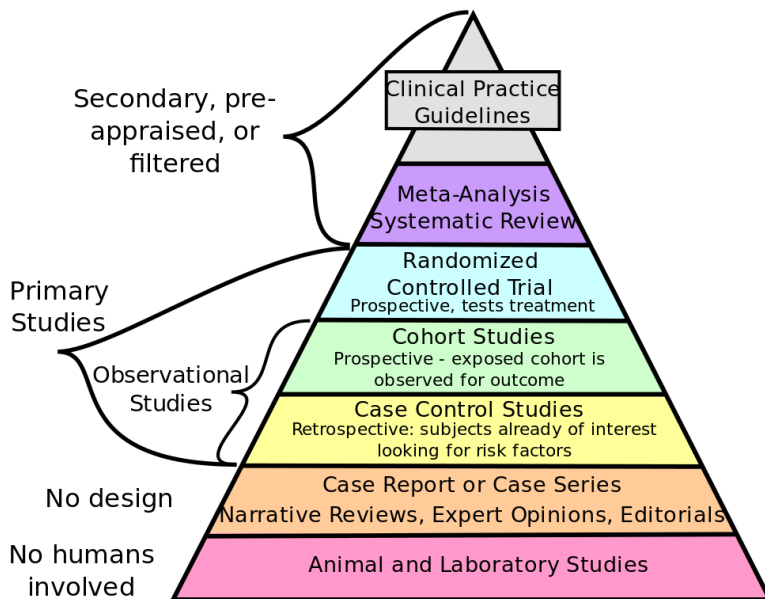 Clinical Practice
Guidelines
Secondary, pre-
appraised, or
filtered
Meta-Analysis
Systematic Review
Randomized
Controlled Trial
Prospective, tests treatment
Primary
Studies
Cohort Studies
Prospective - exposed cohort is
observed for outcome
Observational
Studies
Case Control Studies
Retrospective: subjects already of interest
looking for risk factors
No design
Case Report or Case Series
Narrative Reviews, Expert Opinions, Editorials
No humans
involved
Animal and Laboratory Studies